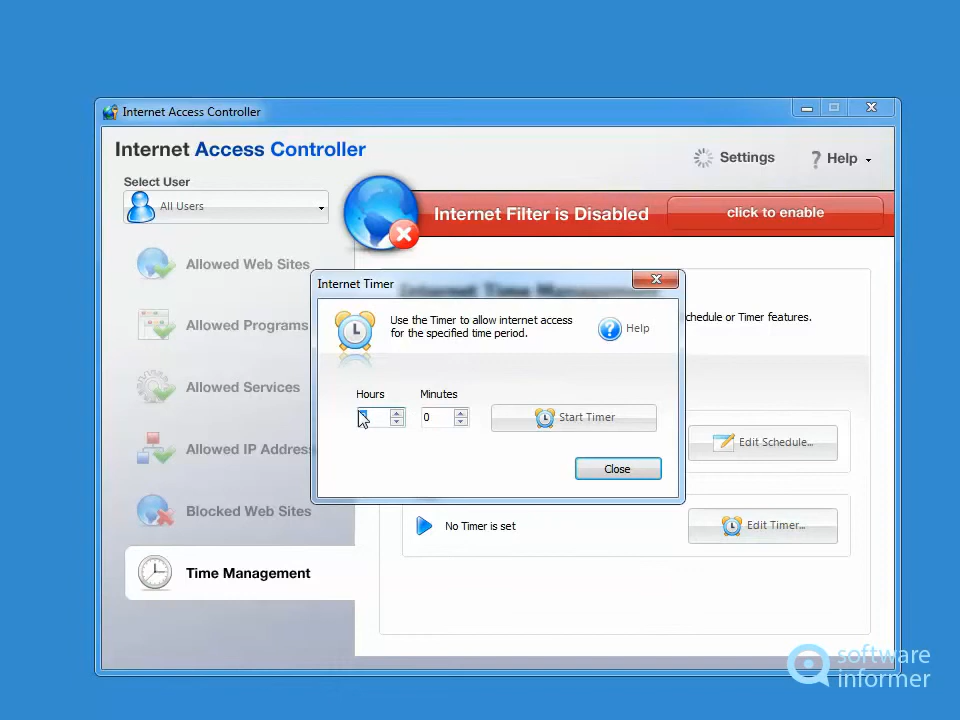 Internet Access Controller
Internet Access Controller
Settings
Help
Select User
All Users
Internet Filter is Disabled
click to enable
Allowed Web Sites
Allowed Programs
Allowed Services
Allowed IP Address
Blocked Web Sites
Time Management
Internet Timer
Internet Time Management
Use the Timer to allow internet access
for the specified time period.
Help
chedule or Timer features.
Hours
Minutes
0
Start Timer
Close
Edit Schedule...
No Timer is set
Edit Timer...
software
informer